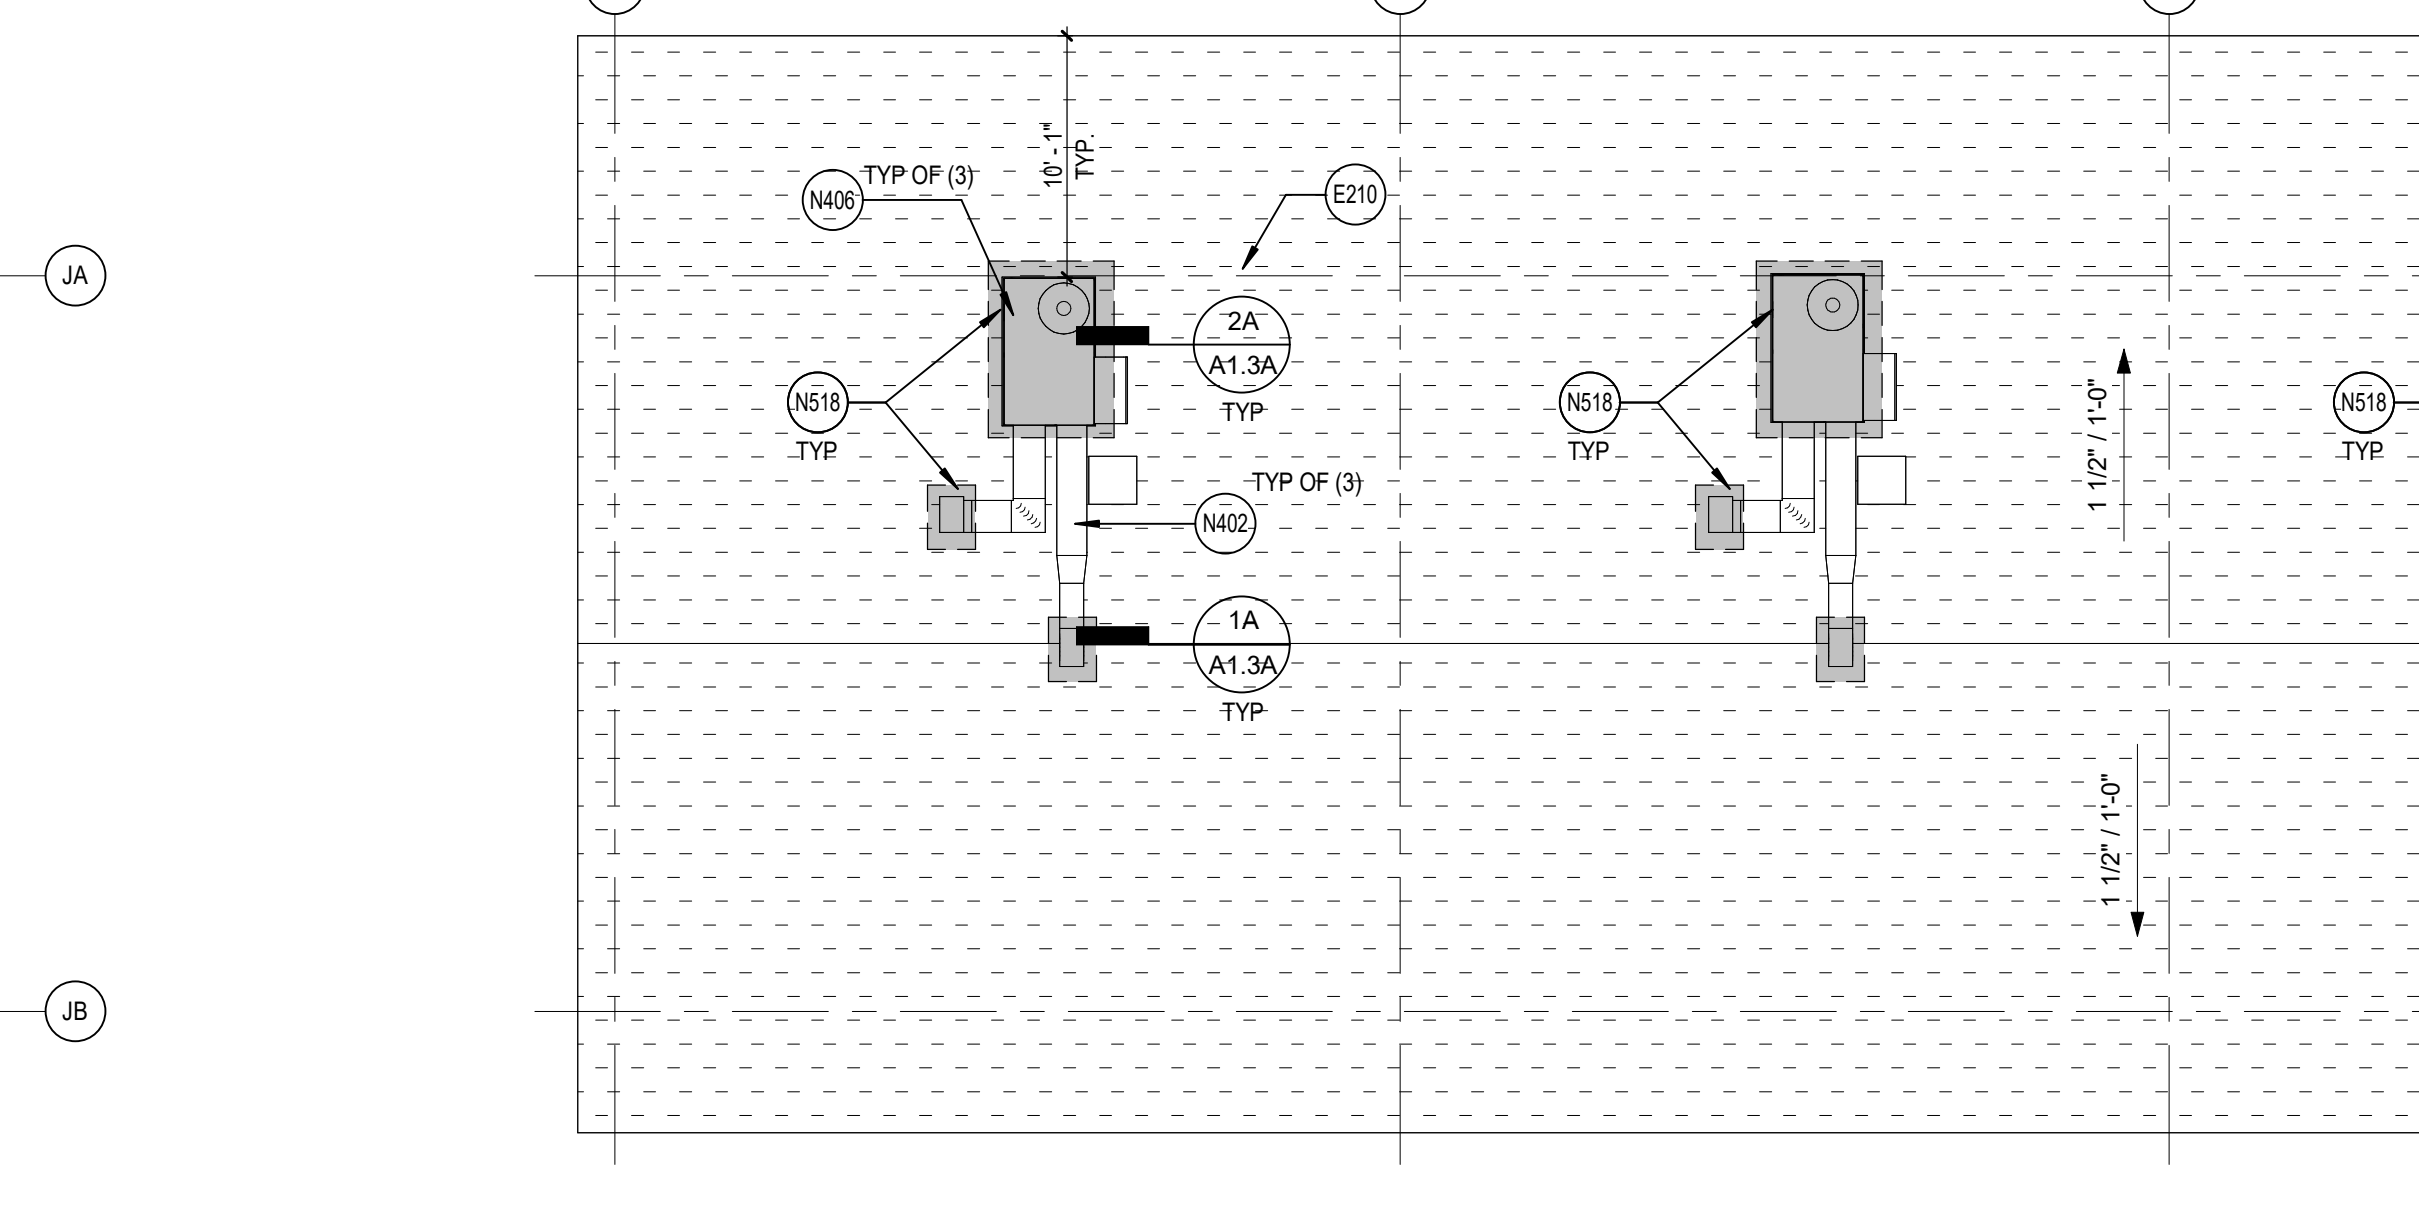 10' - 1"
TYP.
TYP OF (3)
N406
E210
JA
2A
A1.3A
TYP
N518
TYP
N518
TYP
1 1/2" / 1'-0"
N518
TYP
TYP OF (3)
N402
1A
A1.3A
TYP
1 1/2" / 1'-0"
JB